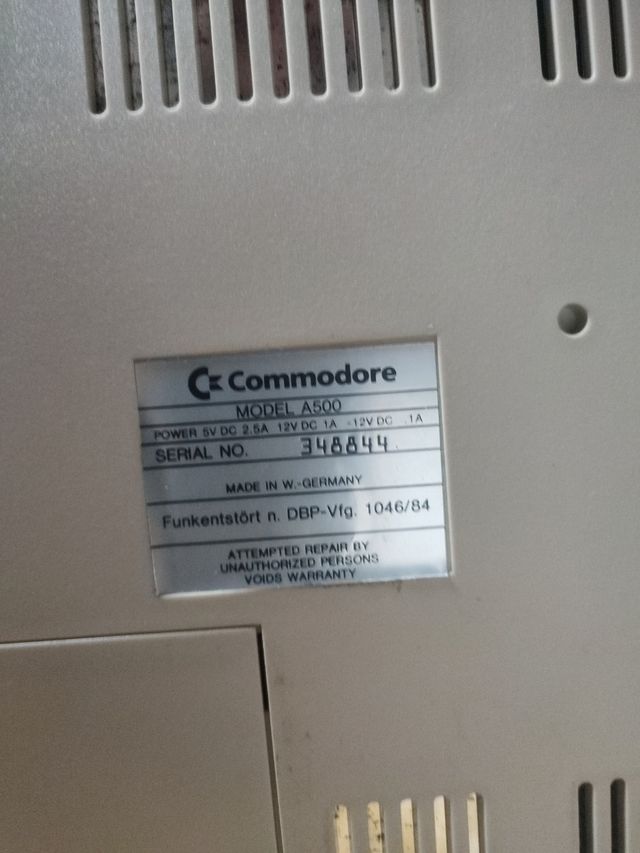 Commodore
MODEL A500
POWER 5V DC 2.5A 12V DC 1A -12V DC .1A
SERIAL NO. 348844
MADE IN W.-GERMANY
Funkentstört n. DBP-Vfg. 1046/84
ATTEMPTED REPAIR BY
UNAUTHORIZED PERSONS
VOIDS WARRANTY